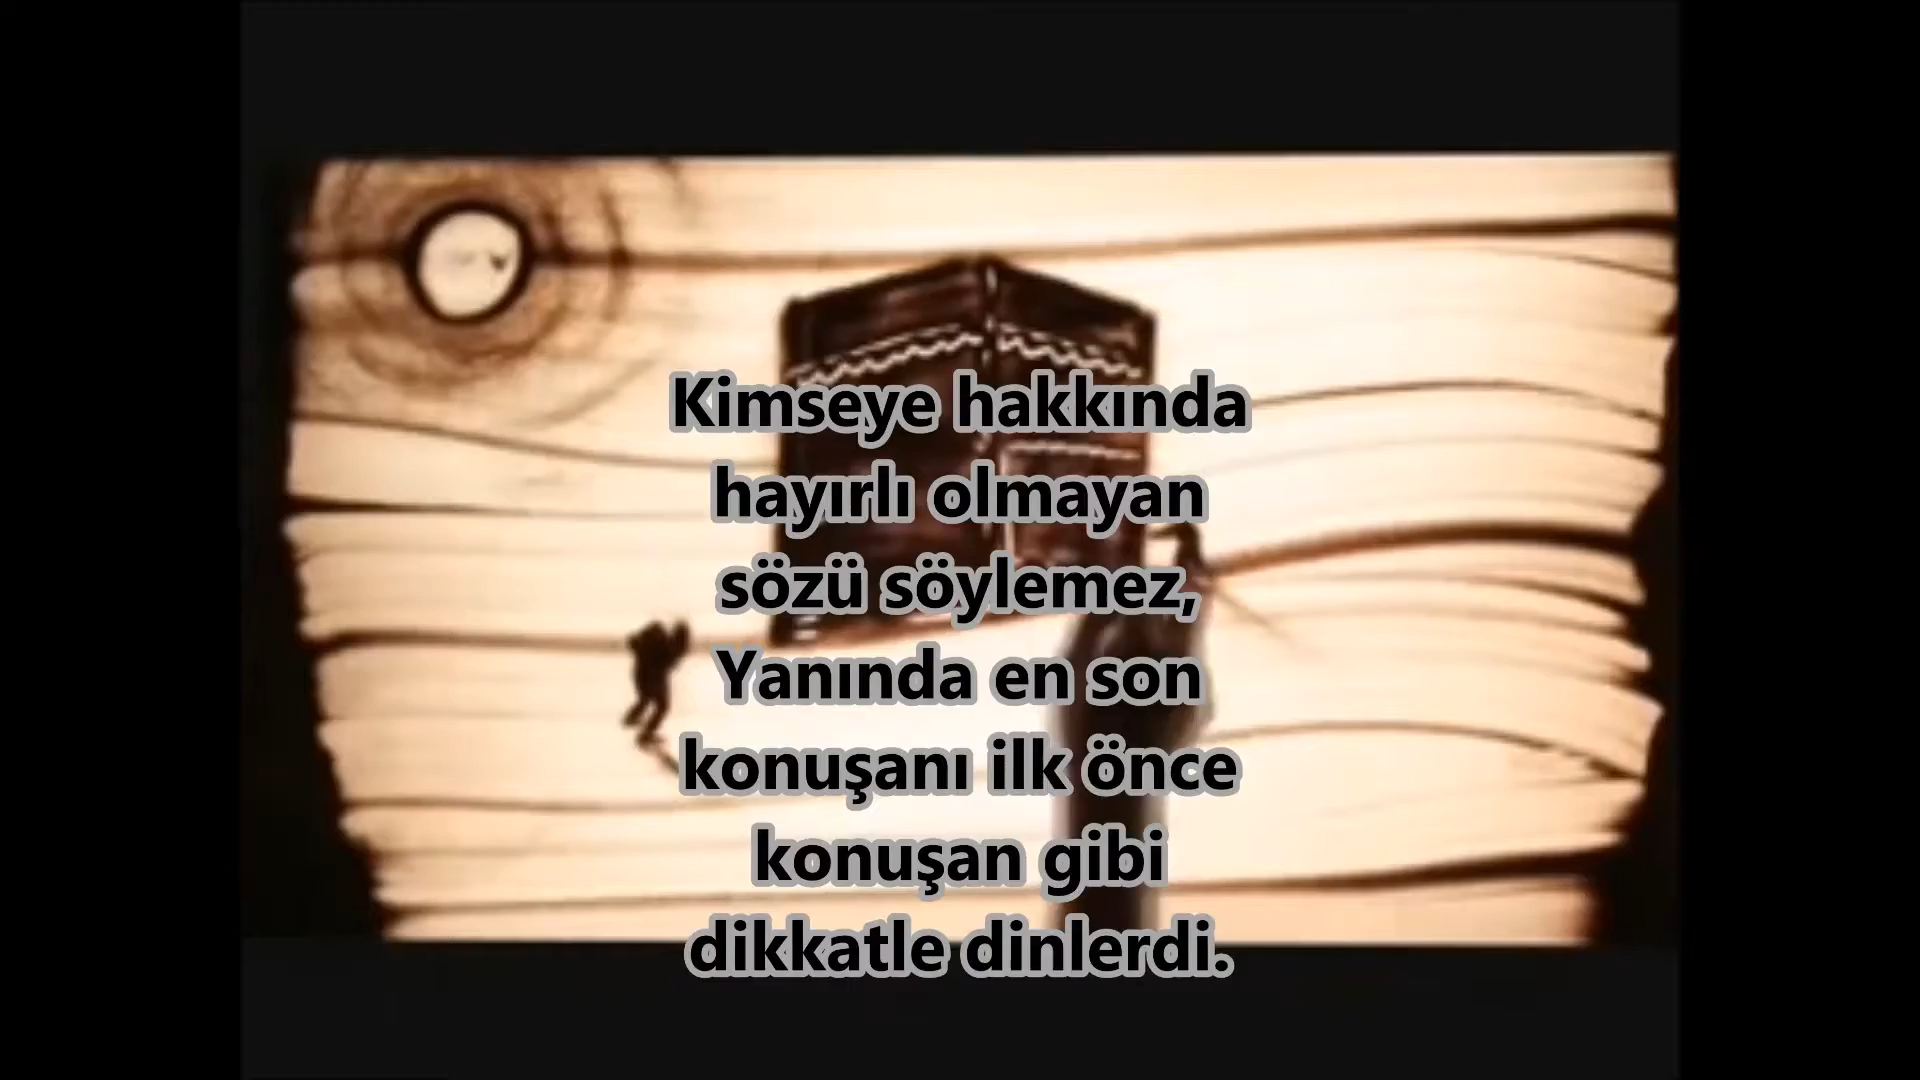 Kimseye hakkında
hayırlı olmayan
sözü söylemez,
Yanında en son
konuşanı ilk önce
konuşan gibi
dikkatle dinlerdi.